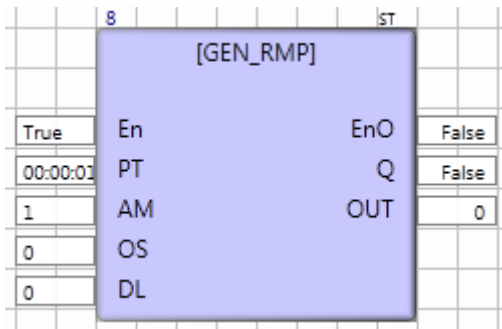 8 ST
[GEN_RMP]
True En EnO False
00:00:01 PT Q False
1 AM OUT 0
0 OS
0 DL